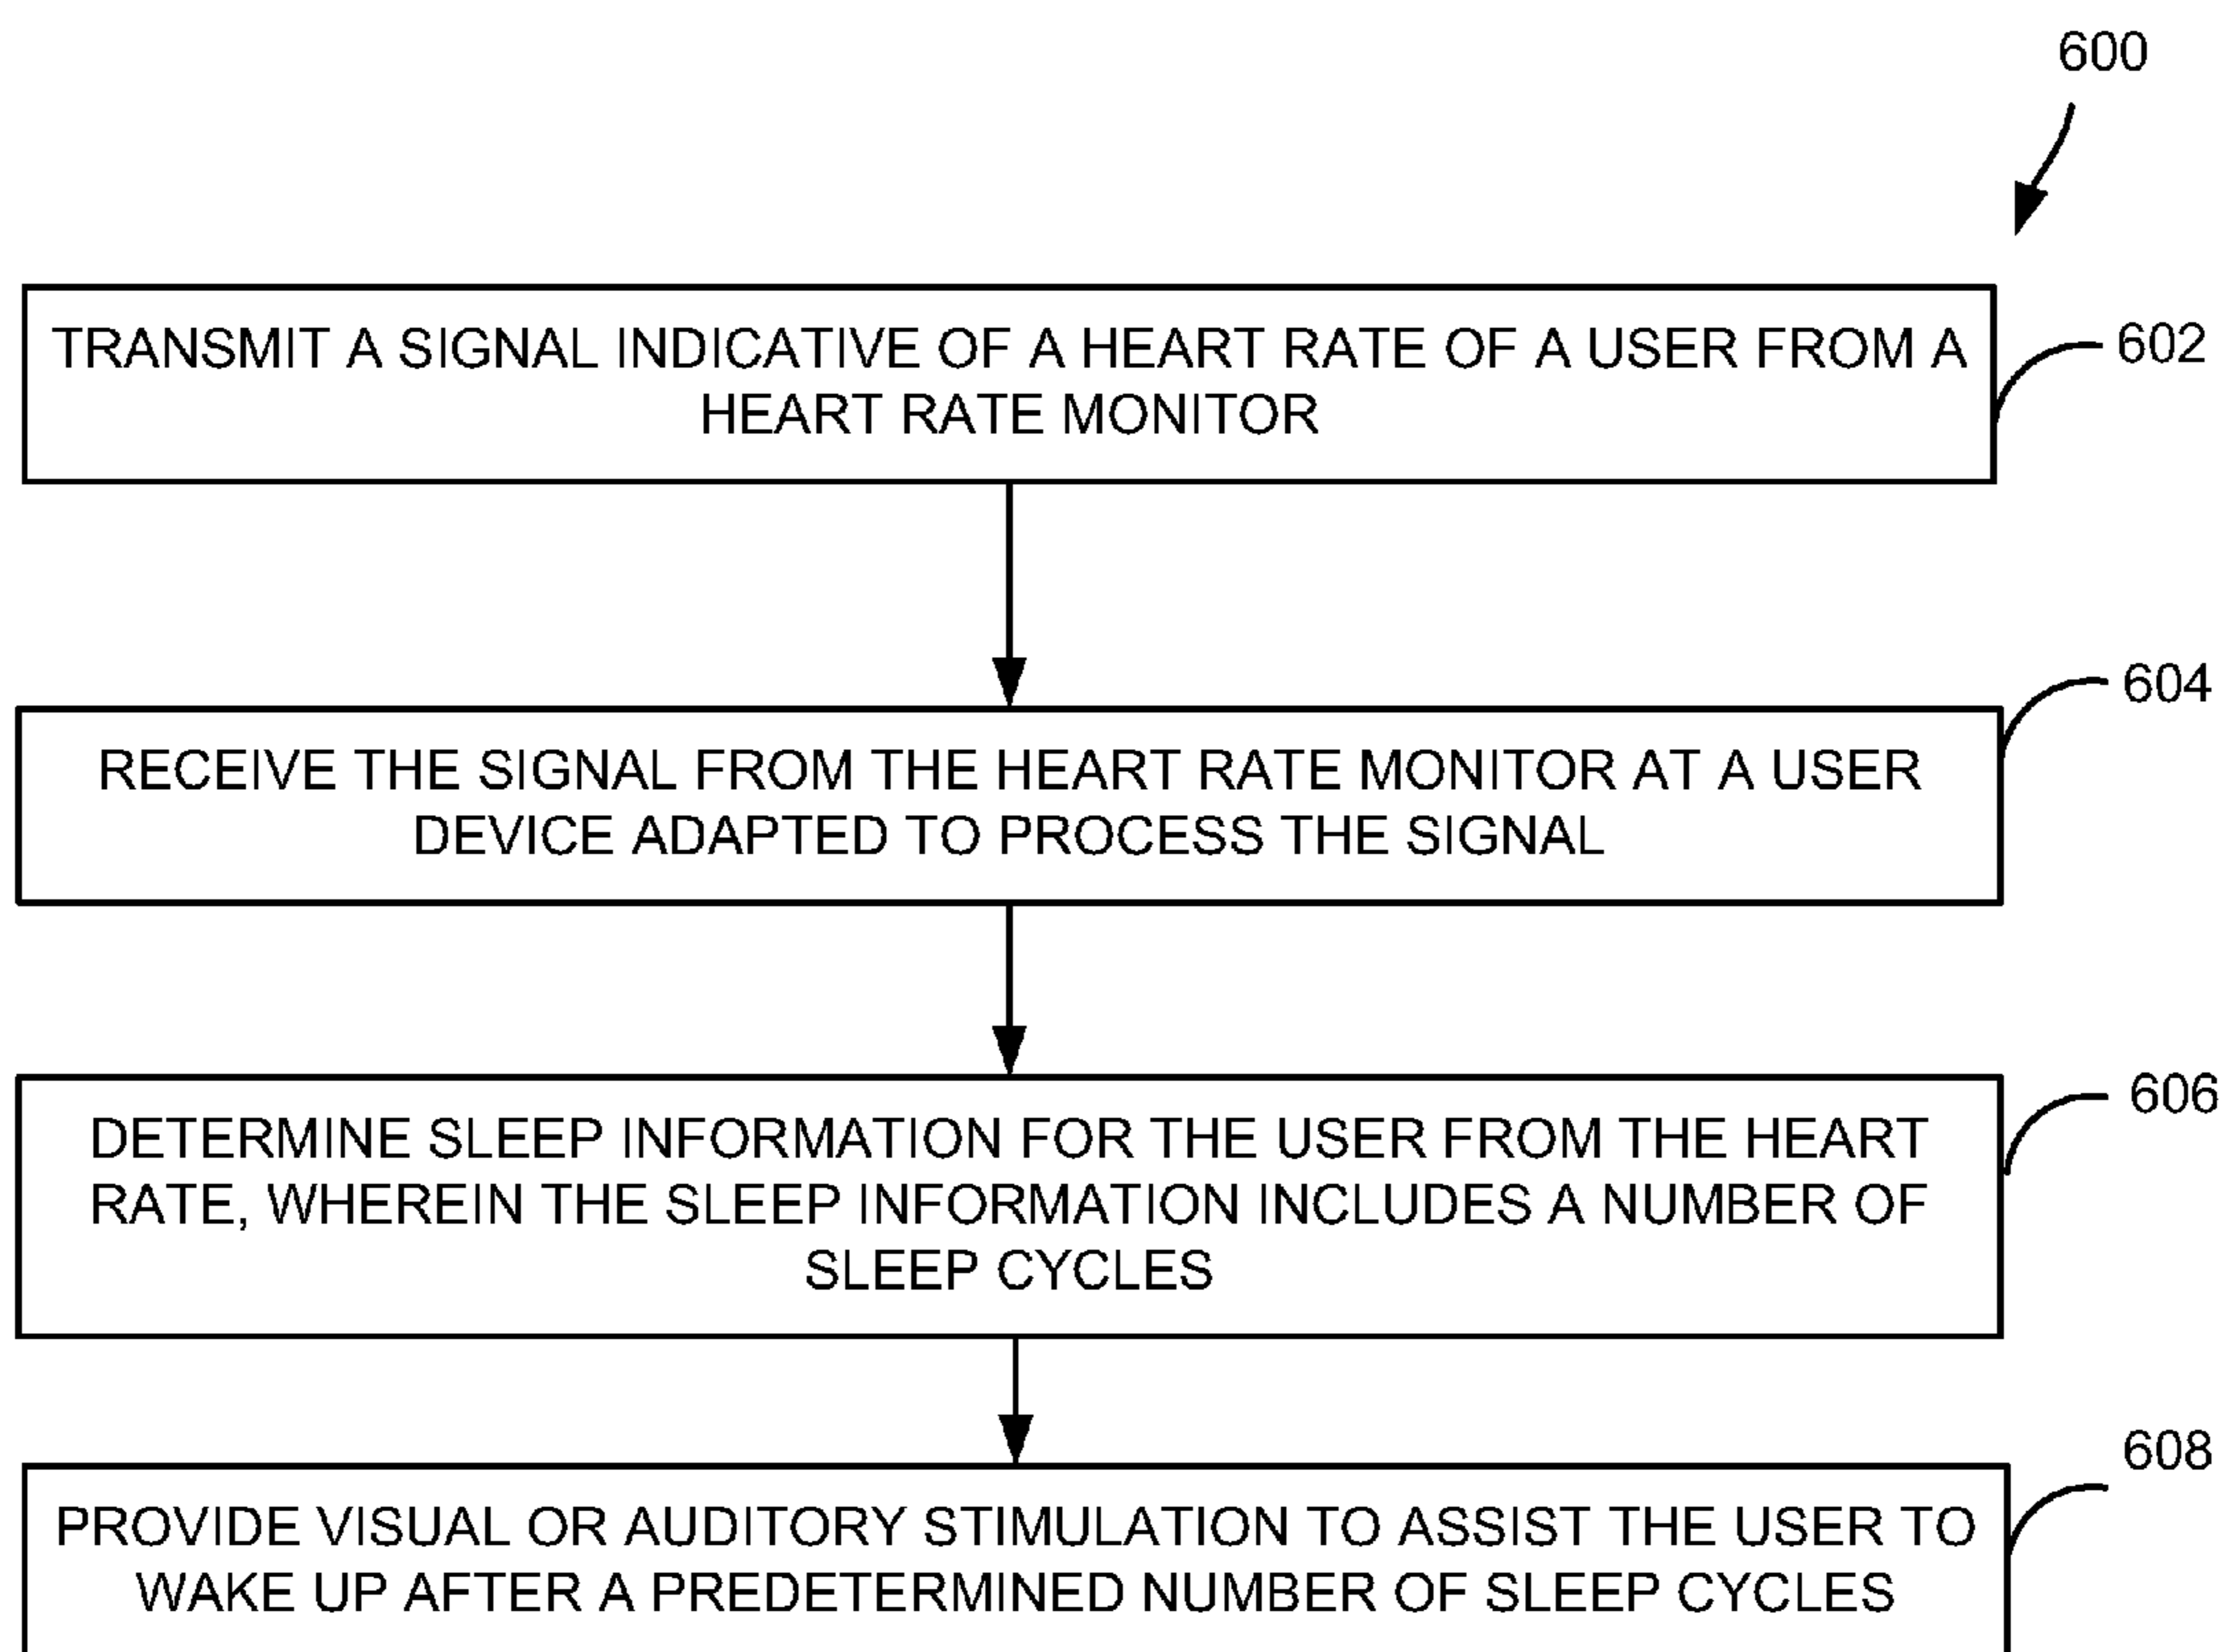 600
TRANSMIT A SIGNAL INDICATIVE OF A HEART RATE OF A USER FROM A
HEART RATE MONITOR
602
604
RECEIVE THE SIGNAL FROM THE HEART RATE MONITOR AT A USER
DEVICE ADAPTED TO PROCESS THE SIGNAL
606
DETERMINE SLEEP INFORMATION FOR THE USER FROM THE HEART
RATE, WHEREIN THE SLEEP INFORMATION INCLUDES A NUMBER OF
SLEEP CYCLES
608
PROVIDE VISUAL OR AUDITORY STIMULATION TO ASSIST THE USER TO
WAKE UP AFTER A PREDETERMINED NUMBER OF SLEEP CYCLES